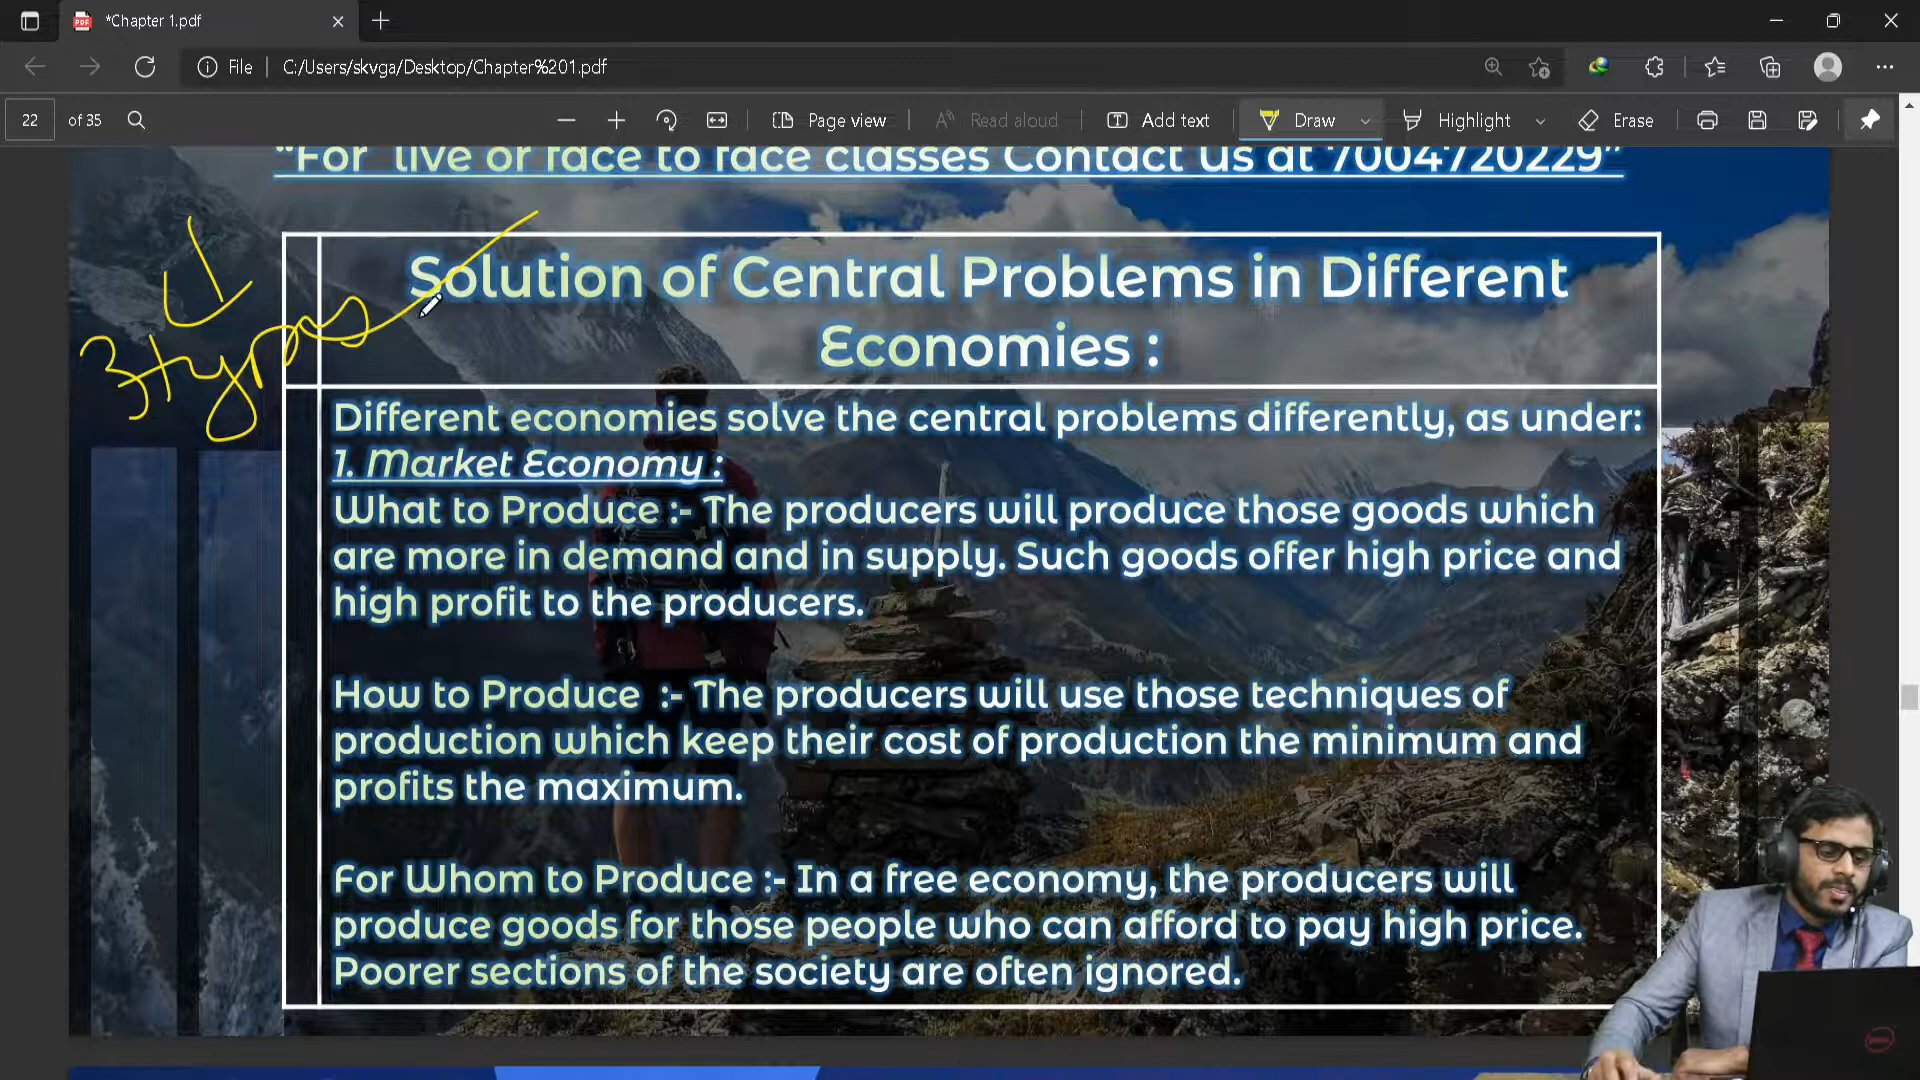 *Chapter 1.pdf
File
C:/Users/skvga/Desktop/Chapter%201.pdf
22 of 35
Page view
Read aloud
Add text
Draw
Highlight
Erase
"For live or face to face classes Contact Us at 7004720229"
3 types
Solution of Central Problems in Different
Economies :
Different economies solve the central problems differently, as under:
1. Market Economy :
What to Produce :- The producers will produce those goods which
are more in demand and in supply. Such goods offer high price and
high profit to the producers.
How to Produce :- The producers will use those techniques of
production which keep their cost of production the minimum and
profits the maximum.
For Whom to Produce :- In a free economy, the producers will
produce goods for those people who can afford to pay high price.
Poorer sections of the society are often ignored.